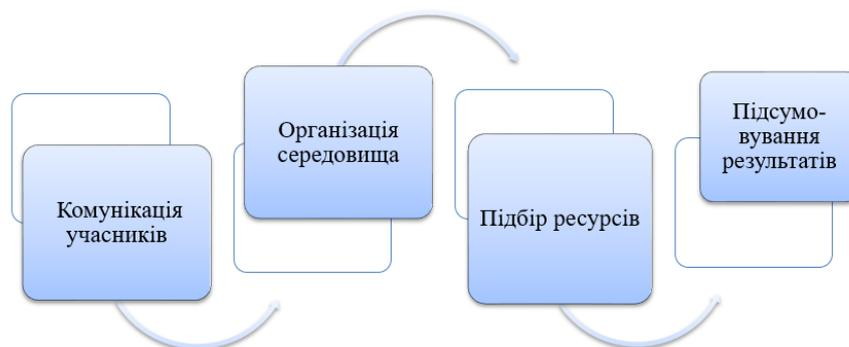 Комунікація
учасників
Організація
середовища
Підбір ресурсів
Підсумо-
вування
результатів